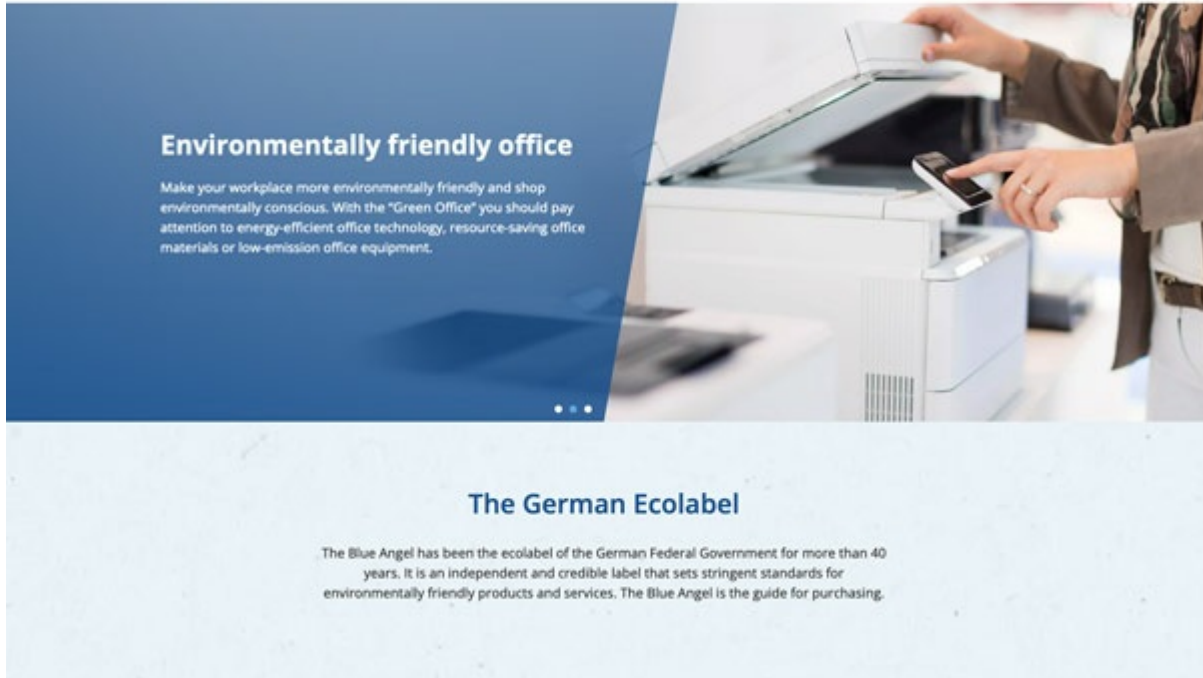 Environmentally friendly office
Make your workplace more environmentally friendly and shop
environmentally conscious. With the “Green Office” you should pay
attention to energy-efficient office technology, resource-saving office
materials or low-emission office equipment.
The German Ecolabel
The Blue Angel has been the ecolabel of the German Federal Government for more than 40
years. It is an independent and credible label that sets stringent standards for
environmentally friendly products and services. The Blue Angel is the guide for purchasing.